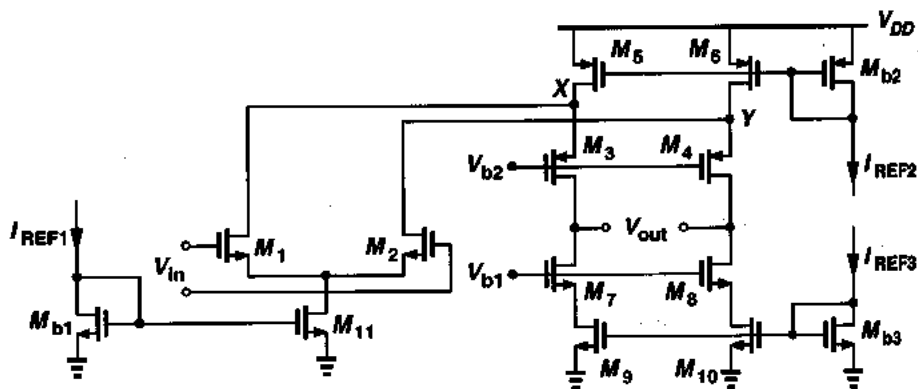 V_DD
M_5
M_6
M_b2
X
Y
M_3
M_4
V_b2
I_REF2
I_REF1
M_1
M_2
V_out
V_in
V_b1
I_REF3
M_7
M_8
M_b1
M_11
M_b3
M_9
M_10